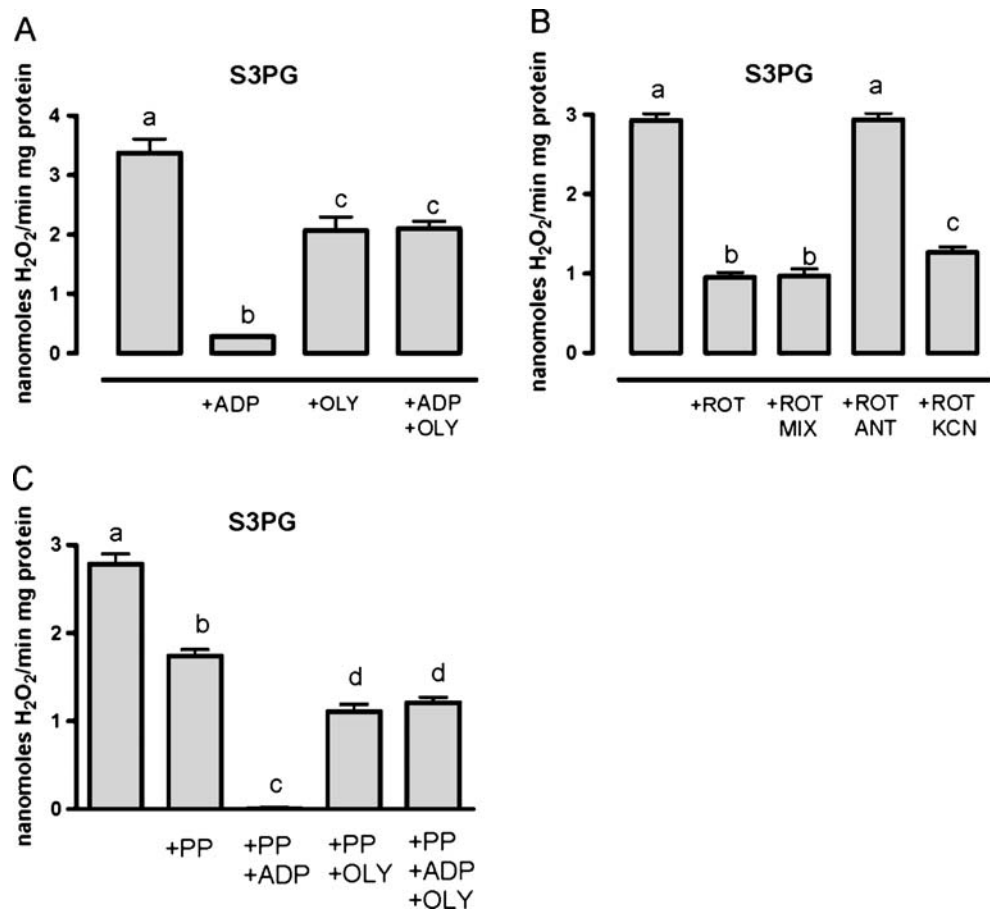 A
S3PG
nanomoles H₂O₂/min mg protein
4
3
2
1
0
a
b
c
c
+ADP
+OLY
+ADP
+OLY
B
S3PG
nanomoles H₂O₂/min mg protein
3
2
1
0
a
b
b
a
c
+ROT
+ROT
MIX
+ROT
ANT
+ROT
KCN
C
S3PG
nanomoles H₂O₂/min mg protein
3
2
1
0
a
b
c
d
d
+PP
+PP
+ADP
+PP
+OLY
+PP
+ADP
+OLY